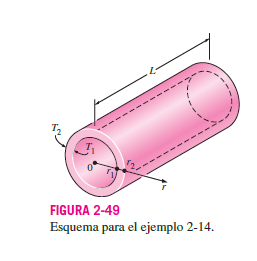 L
T2
T1
0
r1
r2
r
FIGURA 2-49
Esquema para el ejemplo 2-14.